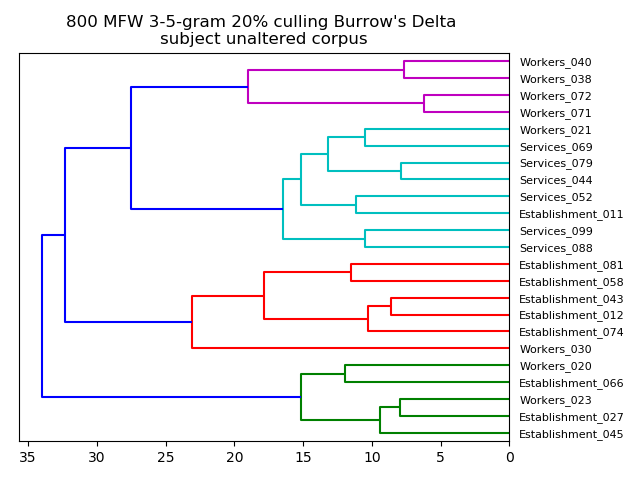 800 MFW 3-5-gram 20% culling Burrow's Delta
subject unaltered corpus
Workers_040
Workers_038
Workers_072
Workers_071
Workers_021
Services_069
Services_079
Services_044
Services_052
Establishment_011
Services_099
Services_088
Establishment_081
Establishment_058
Establishment_043
Establishment_012
Establishment_074
Workers_030
Workers_020
Establishment_066
Workers_023
Establishment_027
Establishment_045
35 30 25 20 15 10 5 0